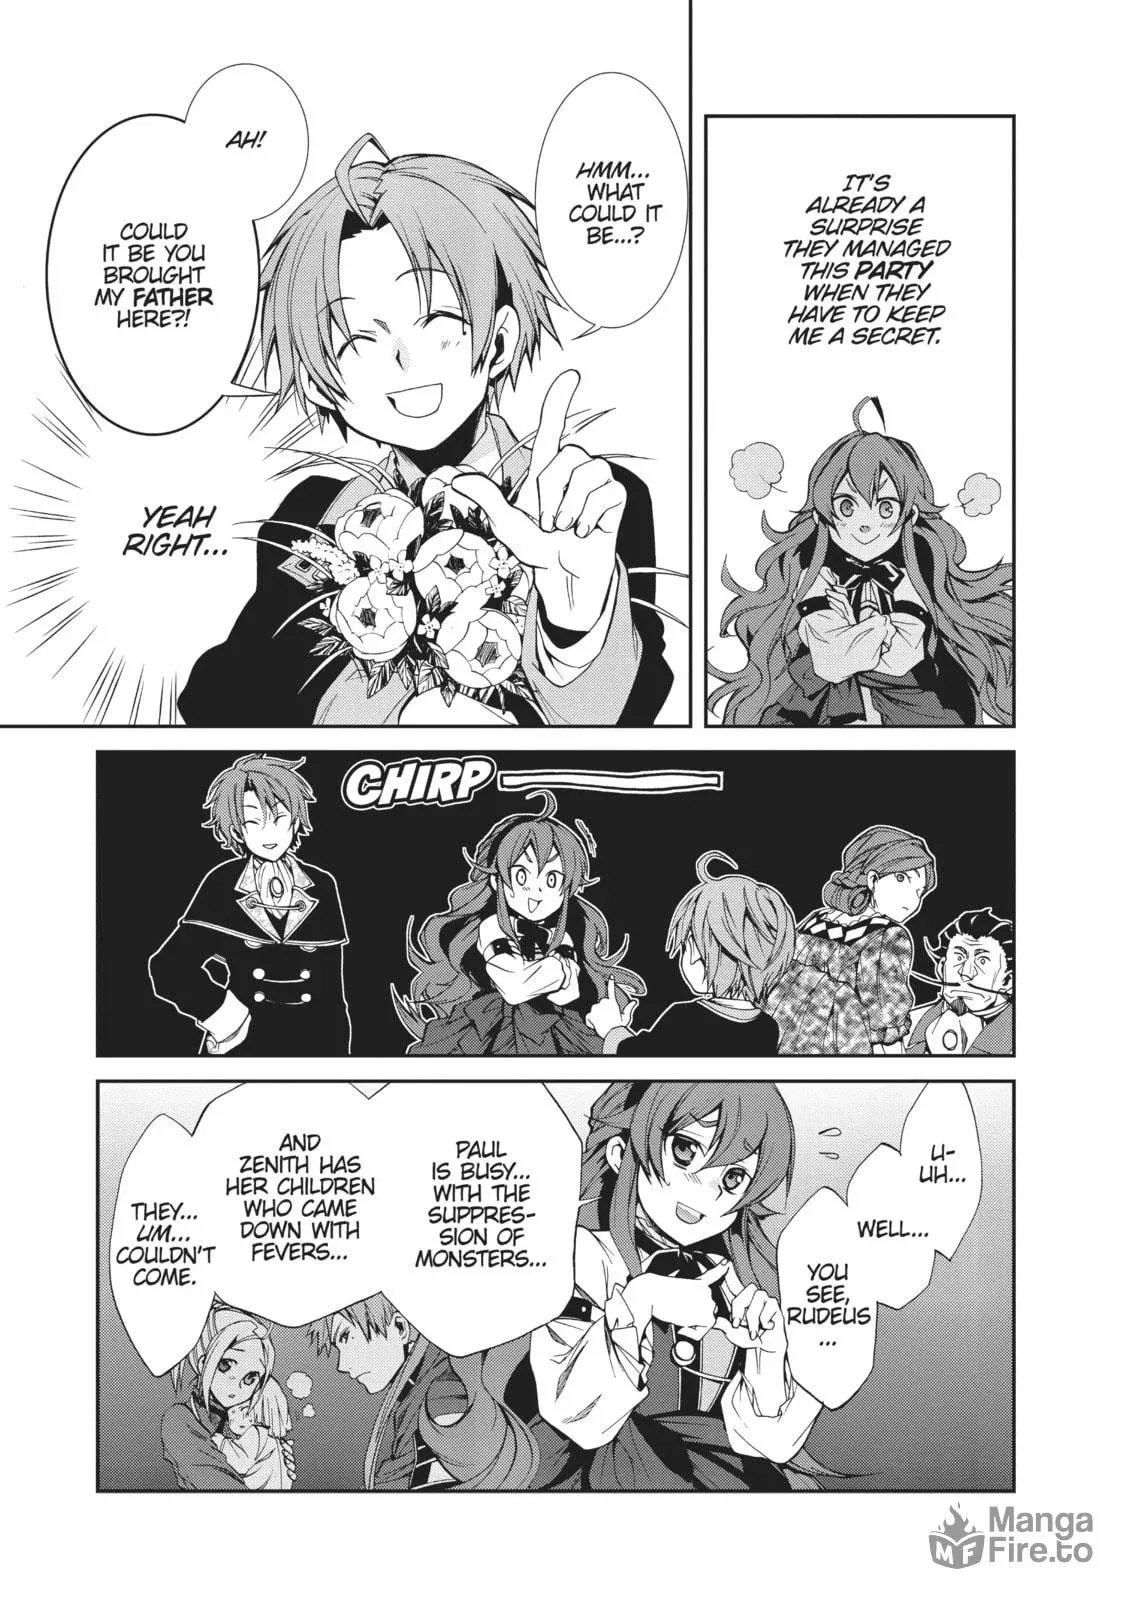 IT'S
ALREADY A
SURPRISE
THEY MANAGED
THIS PARTY
WHEN THEY
HAVE TO KEEP
ME A SECRET.
HMM...
WHAT
COULD IT
BE...?
AH!
COULD
IT BE YOU
BROUGHT
MY FATHER
HERE?!
YEAH
RIGHT...
CHIRP
U-
UH...
WELL...
YOU
SEE,
RUDEUS
...
PAUL
IS BUSY...
WITH THE
SUPPRES-
SION OF
MONSTERS...
AND
ZENITH HAS
HER CHILDREN
WHO CAME
DOWN WITH
FEVERS...
THEY...
UM...
COULDN'T
COME.
Manga
Fire.to
MF